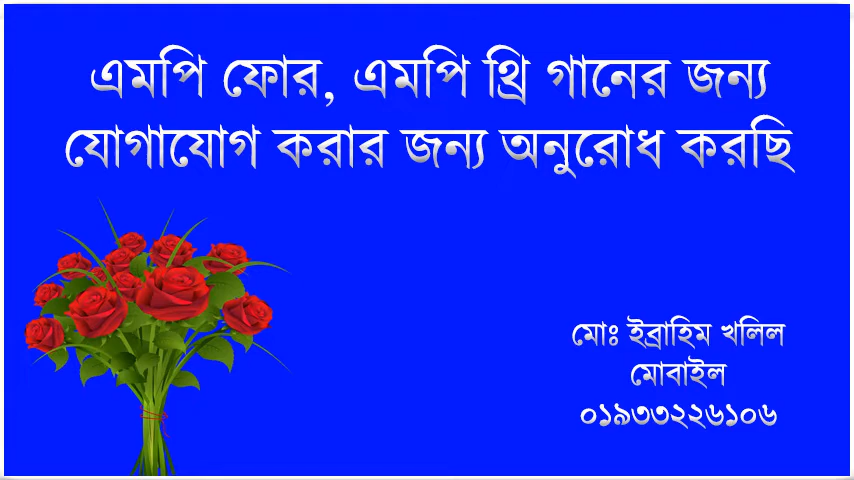 এমপি ফোর, এমপি থ্রি গানের জন্য
যোগাযোগ করার জন্য অনুরোধ করছি
মোঃ ইব্রাহিম খলিল
মোবাইল
০১৯৩৩২২৬১০৬